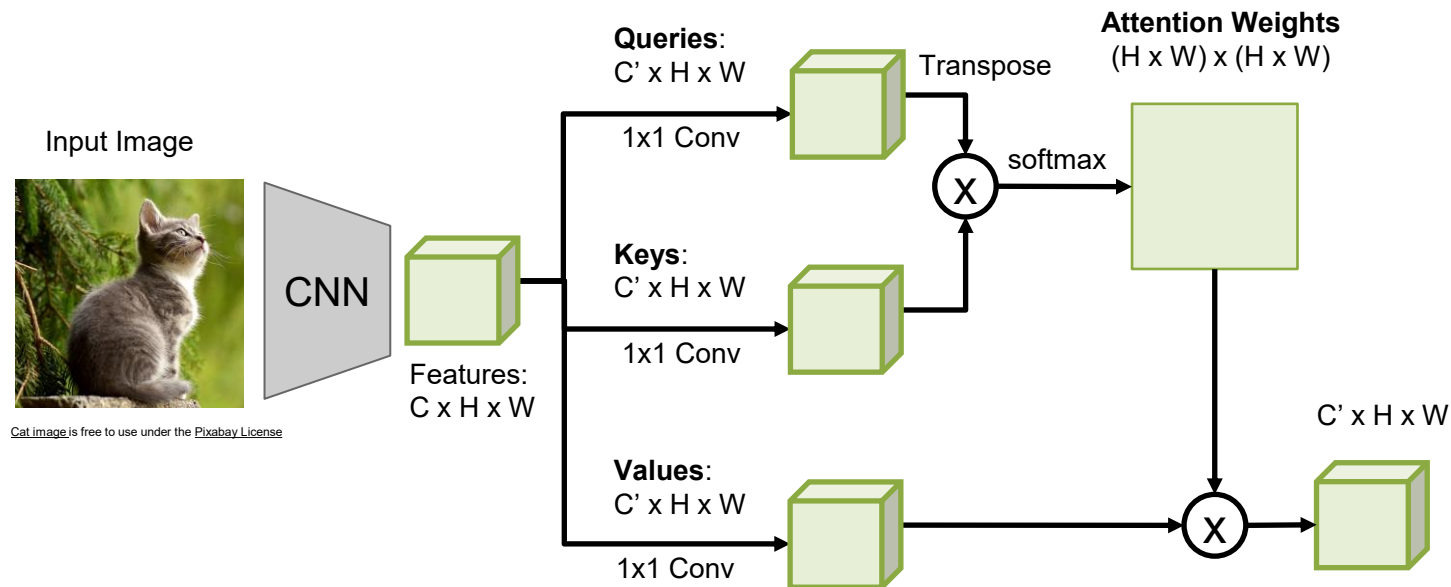 Attention Weights
(H x W) x (H x W)
Queries:
C’ x H x W
Transpose
1x1 Conv
Input Image
softmax
X
Keys:
C’ x H x W
CNN
1x1 Conv
Features:
C x H x W
Cat image is free to use under the Pixabay License
C’ x H x W
Values:
C’ x H x W
X
1x1 Conv